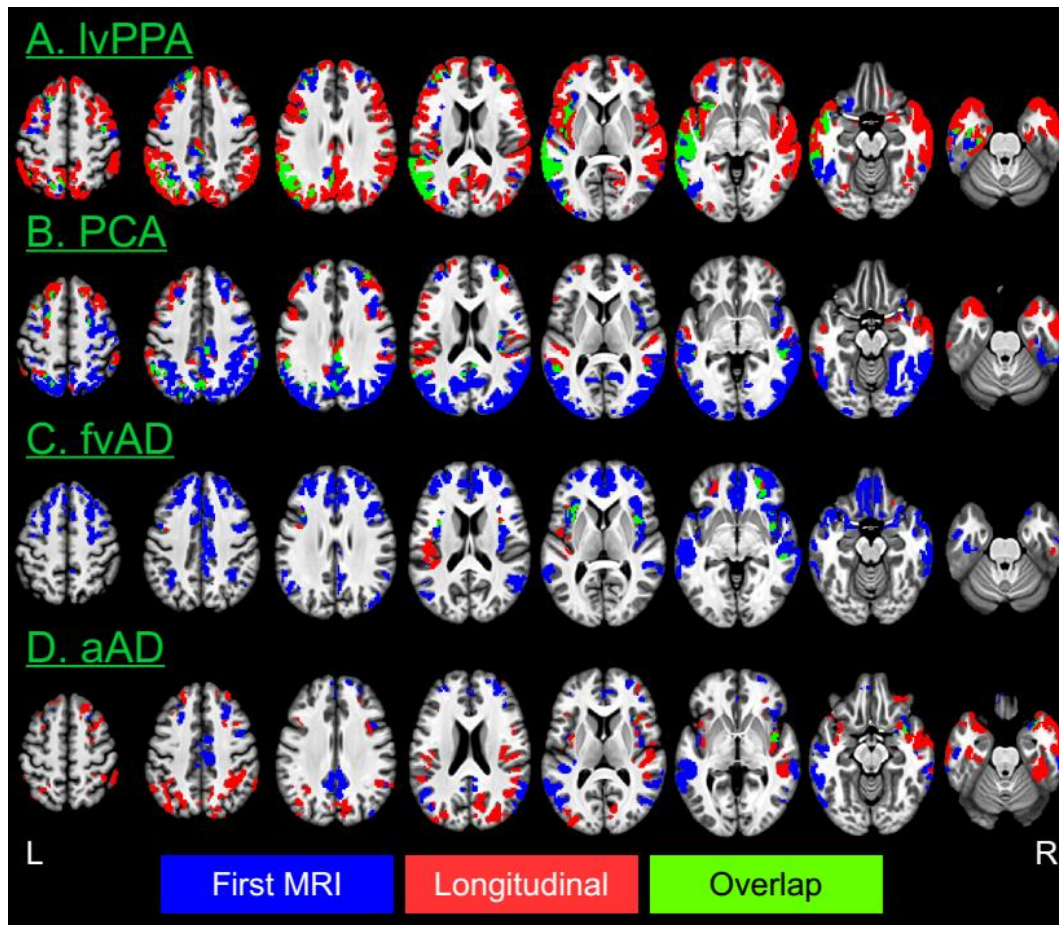 A. lvPPA
B. PCA
C. fvAD
D. aAD
L
R
First MRI
Longitudinal
Overlap